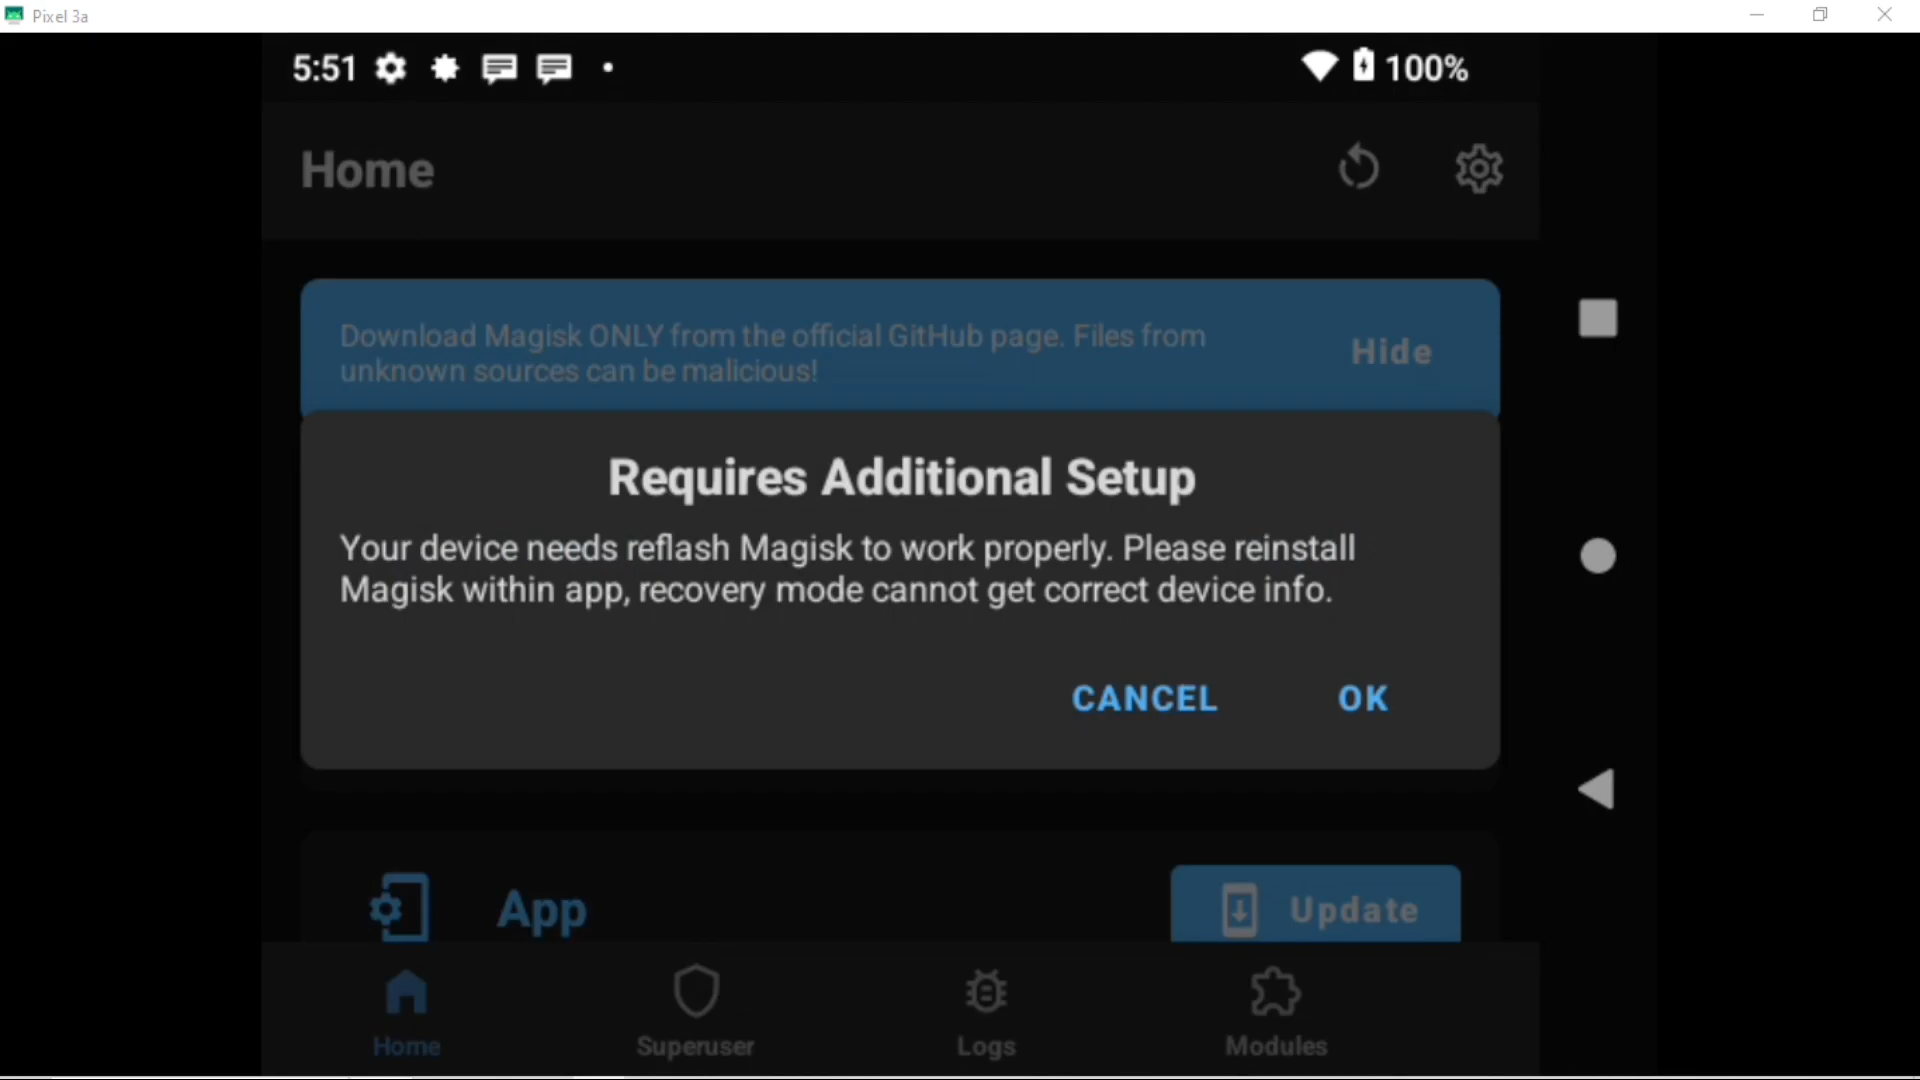 Pixel 3a
5:51
100%
Home
Download Magisk ONLY from the official GitHub page. Files from
unknown sources can be malicious!
Hide
Requires Additional Setup
Your device needs reflash Magisk to work properly. Please reinstall
Magisk within app, recovery mode cannot get correct device info.
CANCEL
OK
App
Update
Home
Superuser
Logs
Modules